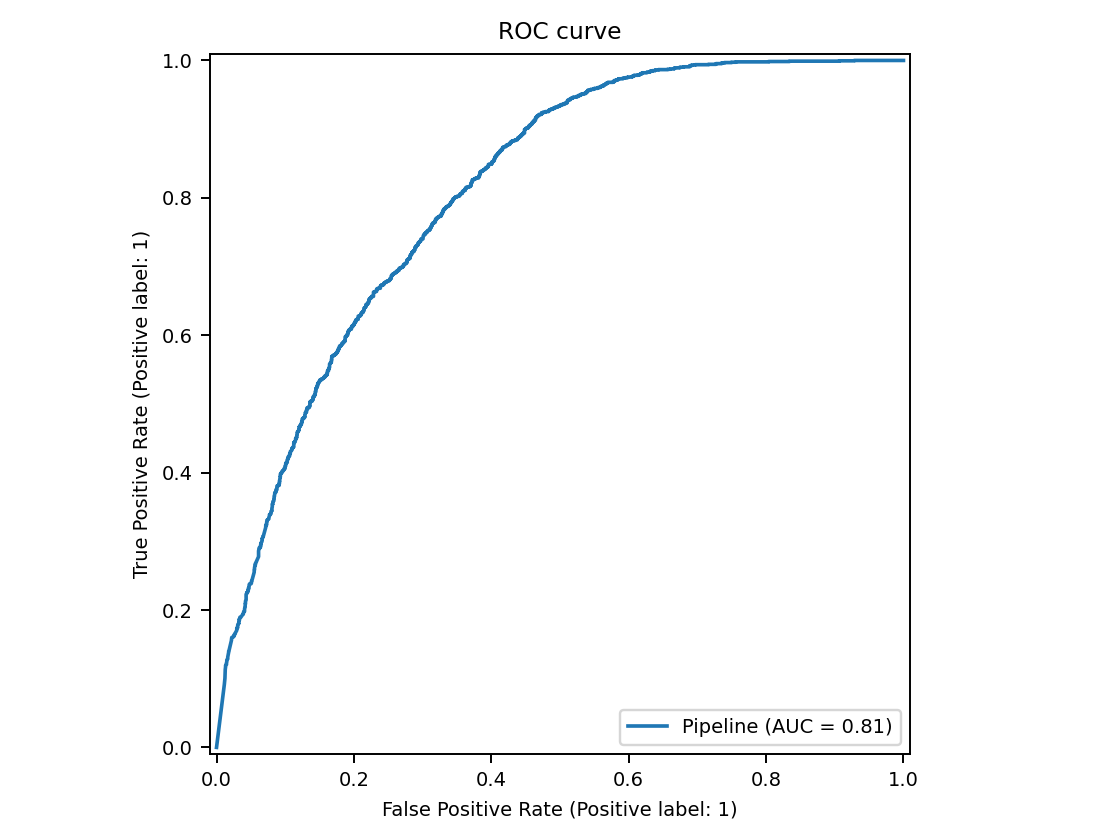 ROC curve
1.0
0.8
0.6
0.4
0.2
0.0
True Positive Rate (Positive label: 1)
Pipeline (AUC = 0.81)
0.0 0.2 0.4 0.6 0.8 1.0
False Positive Rate (Positive label: 1)